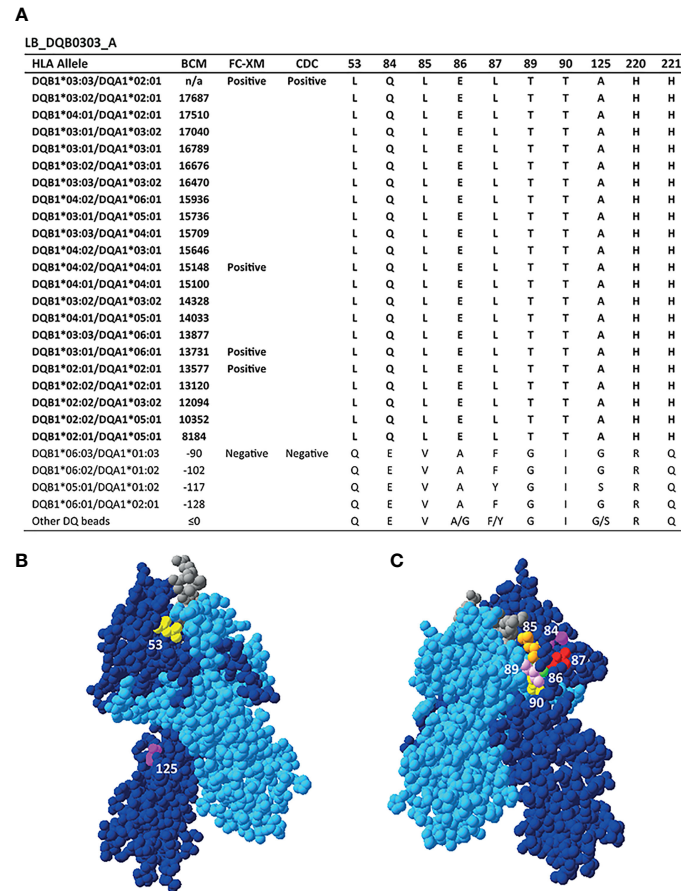 A
LB_DQB0303_A
HLA Allele BCM FC-XM CDC 53 84 85 86 87 89 90 125 220 221
DQB1*03:03/DQA1*02:01 n/a Positive Positive L Q L E L T T A H H
DQB1*03:02/DQA1*02:01 17687 L Q L E L T T A H H
DQB1*04:01/DQA1*02:01 17510 L Q L E L T T A H H
DQB1*03:01/DQA1*03:02 17040 L Q L E L T T A H H
DQB1*03:01/DQA1*03:01 16789 L Q L E L T T A H H
DQB1*03:02/DQA1*03:01 16676 L Q L E L T T A H H
DQB1*03:03/DQA1*03:02 16470 L Q L E L T T A H H
DQB1*04:02/DQA1*06:01 15936 L Q L E L T T A H H
DQB1*03:01/DQA1*05:01 15736 L Q L E L T T A H H
DQB1*03:03/DQA1*04:01 15709 L Q L E L T T A H H
DQB1*04:02/DQA1*03:01 15646 L Q L E L T T A H H
DQB1*04:02/DQA1*04:01 15148 Positive L Q L E L T T A H H
DQB1*04:01/DQA1*04:01 15100 L Q L E L T T A H H
DQB1*03:02/DQA1*03:02 14328 L Q L E L T T A H H
DQB1*04:01/DQA1*05:01 14033 L Q L E L T T A H H
DQB1*03:03/DQA1*06:01 13877 L Q L E L T T A H H
DQB1*03:01/DQA1*06:01 13731 Positive L Q L E L T T A H H
DQB1*02:01/DQA1*02:01 13577 Positive L Q L E L T T A H H
DQB1*02:02/DQA1*02:01 13120 L Q L E L T T A H H
DQB1*02:02/DQA1*03:02 12094 L Q L E L T T A H H
DQB1*02:02/DQA1*05:01 10352 L Q L E L T T A H H
DQB1*02:01/DQA1*05:01 8184 L Q L E L T T A H H
DQB1*06:03/DQA1*01:03 -90 Negative Negative Q E V A F G I G R Q
DQB1*06:02/DQA1*01:02 -102 Q E V A F G I G R Q
DQB1*05:01/DQA1*01:02 -117 Q E V A Y G I S R Q
DQB1*06:01/DQA1*02:01 -128 Q E V A F G I G R Q
Other DQ beads ≤0 Q E V A/G F/Y G I G/S R Q
B
53
125
C
85
84
87
89
86
90